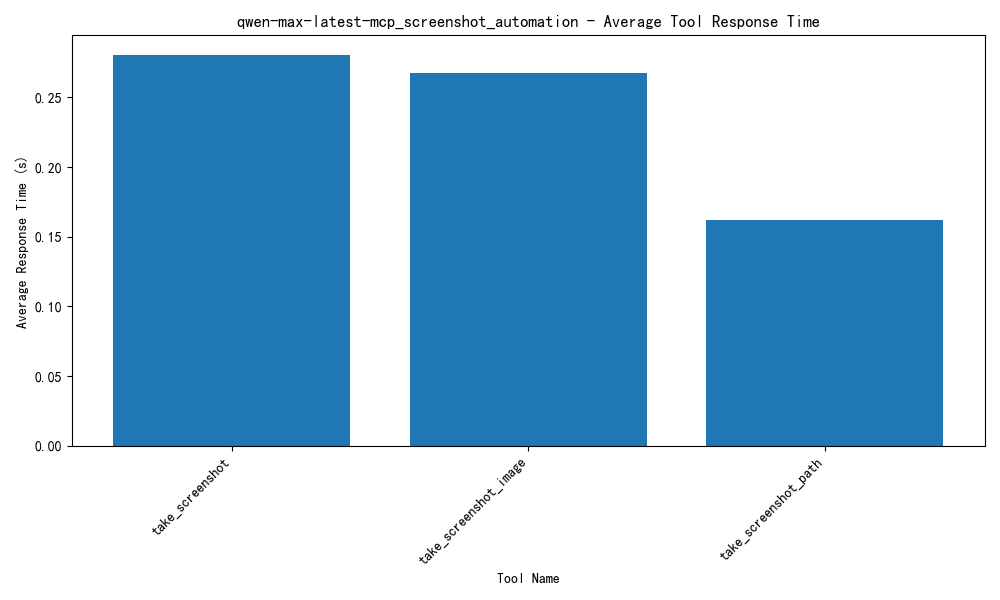 qwen-max-latest-mcp_screenshot_automation - Average Tool Response Time
Average Response Time (s)
0.25
0.20
0.15
0.10
0.05
0.00
take_screenshot
take_screenshot_image
take_screenshot_path
Tool Name